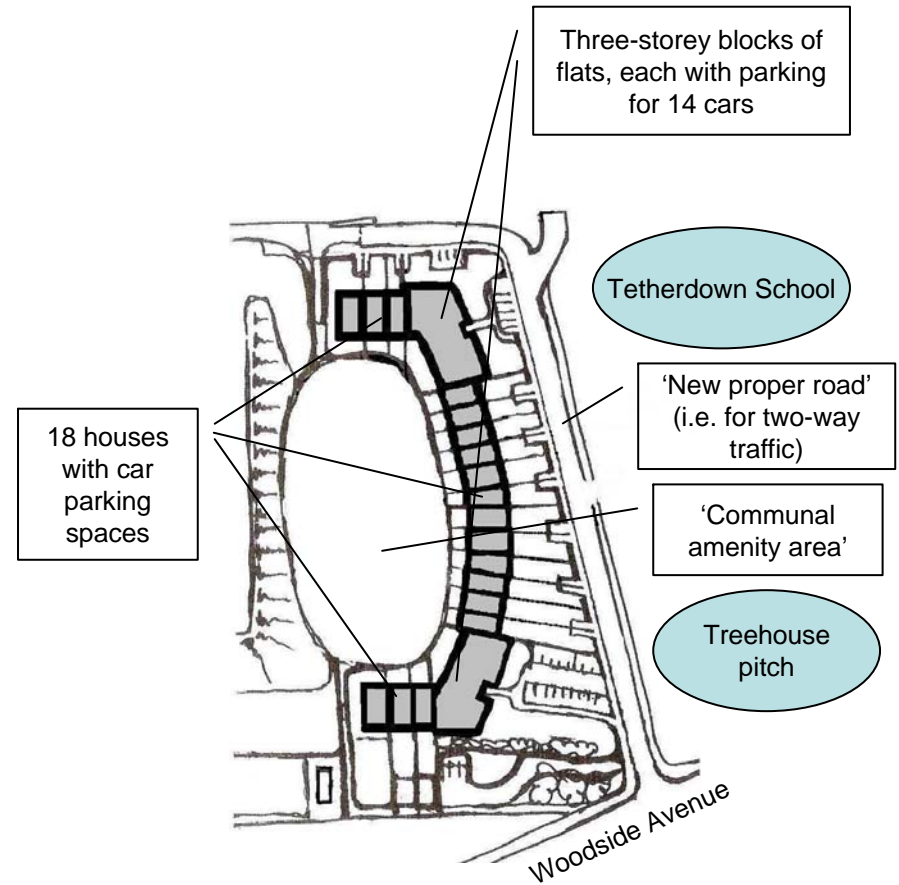 Three-storey blocks of
flats, each with parking
for 14 cars
Tetherdown School
‘New proper road’
(i.e. for two-way
traffic)
18 houses
with car
parking
spaces
‘Communal
amenity area’
Treehouse
pitch
Woodside Avenue